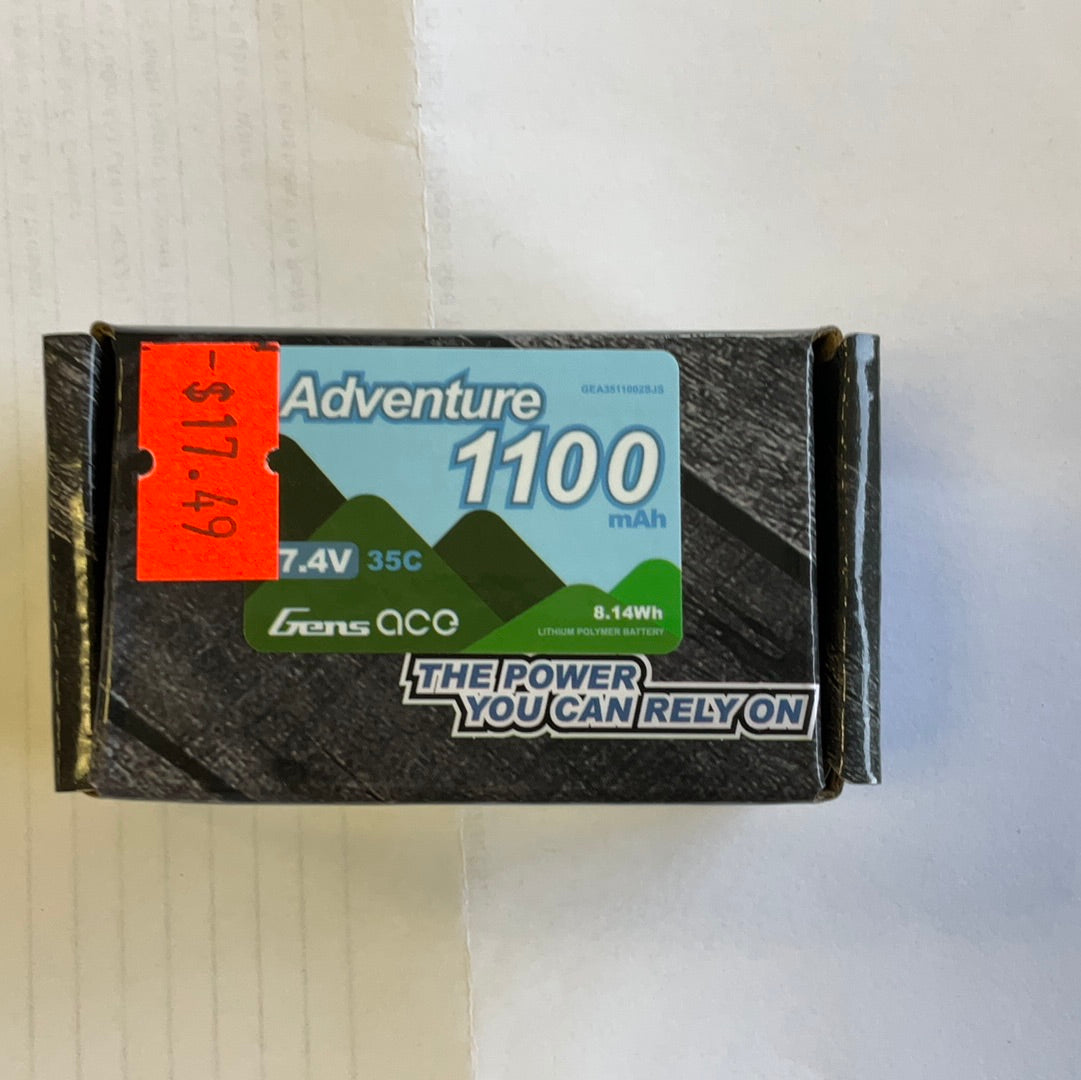 -$17.49
Adventure
1100
mAh
7.4V 35C
Gens ace
8.14Wh
LITHIUM POLYMER BATTERY
THE POWER
YOU CAN RELY ON